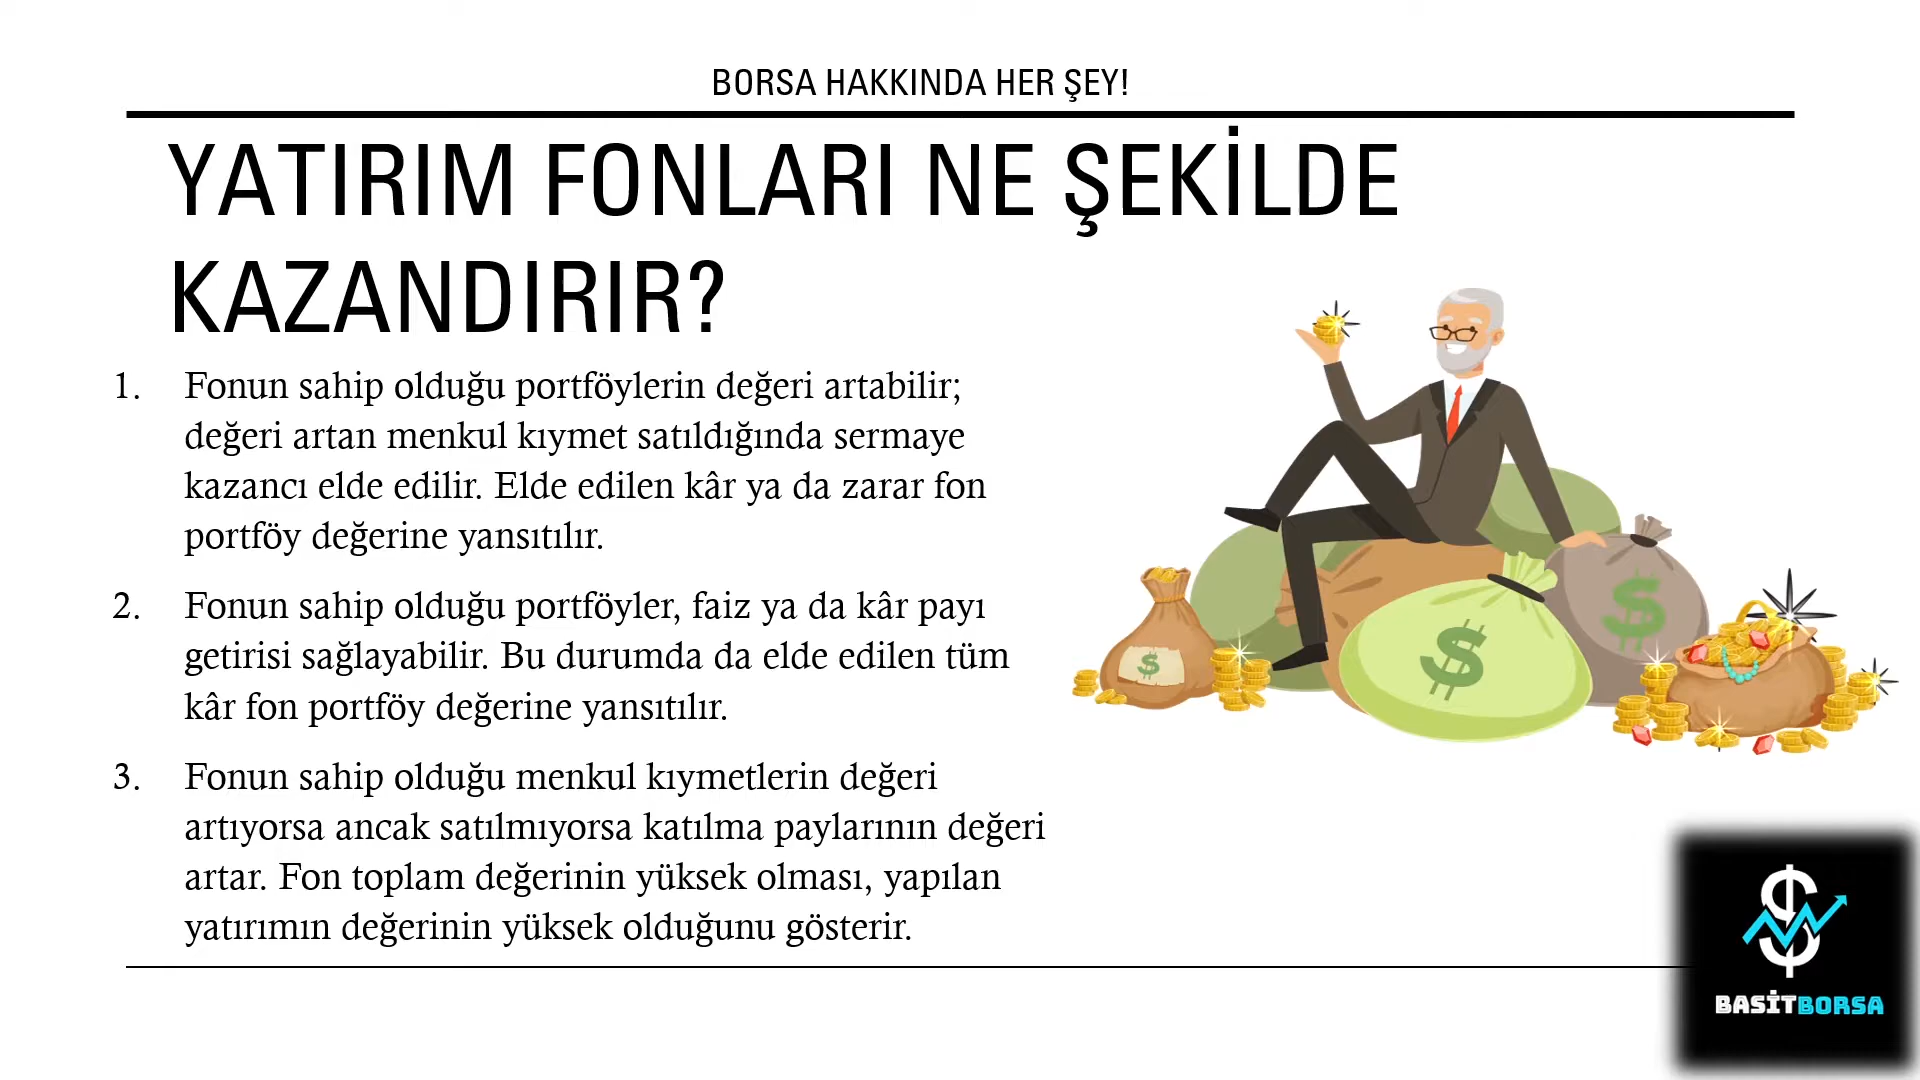 BORSA HAKKINDA HER ŞEY!
YATIRIM FONLARI NE ŞEKİLDE
KAZANDIRIR?
1. Fonun sahip olduğu portföylerin değeri artabilir;
değeri artan menkul kıymet satıldığında sermaye
kazancı elde edilir. Elde edilen kâr ya da zarar fon
portföy değerine yansıtılır.
2. Fonun sahip olduğu portföyler, faiz ya da kâr payı
getirisi sağlayabilir. Bu durumda da elde edilen tüm
kâr fon portföy değerine yansıtılır.
3. Fonun sahip olduğu menkul kıymetlerin değeri
artıyorsa ancak satılmıyorsa katılma paylarının değeri
artar. Fon toplam değerinin yüksek olması, yapılan
yatırımın değerinin yüksek olduğunu gösterir.
$
$
$
$
BASİTBORSA